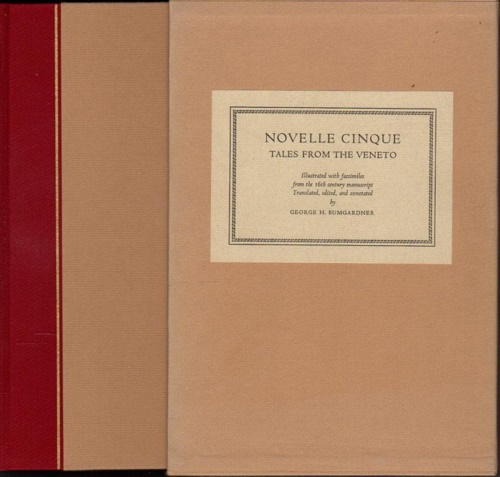 NOVELLE CINQUE
TALES FROM THE VENETO
Illustrated with facsimiles
from the 16th century manuscript
Translated, edited, and annotated
by
GEORGE H. BUMGARDNER